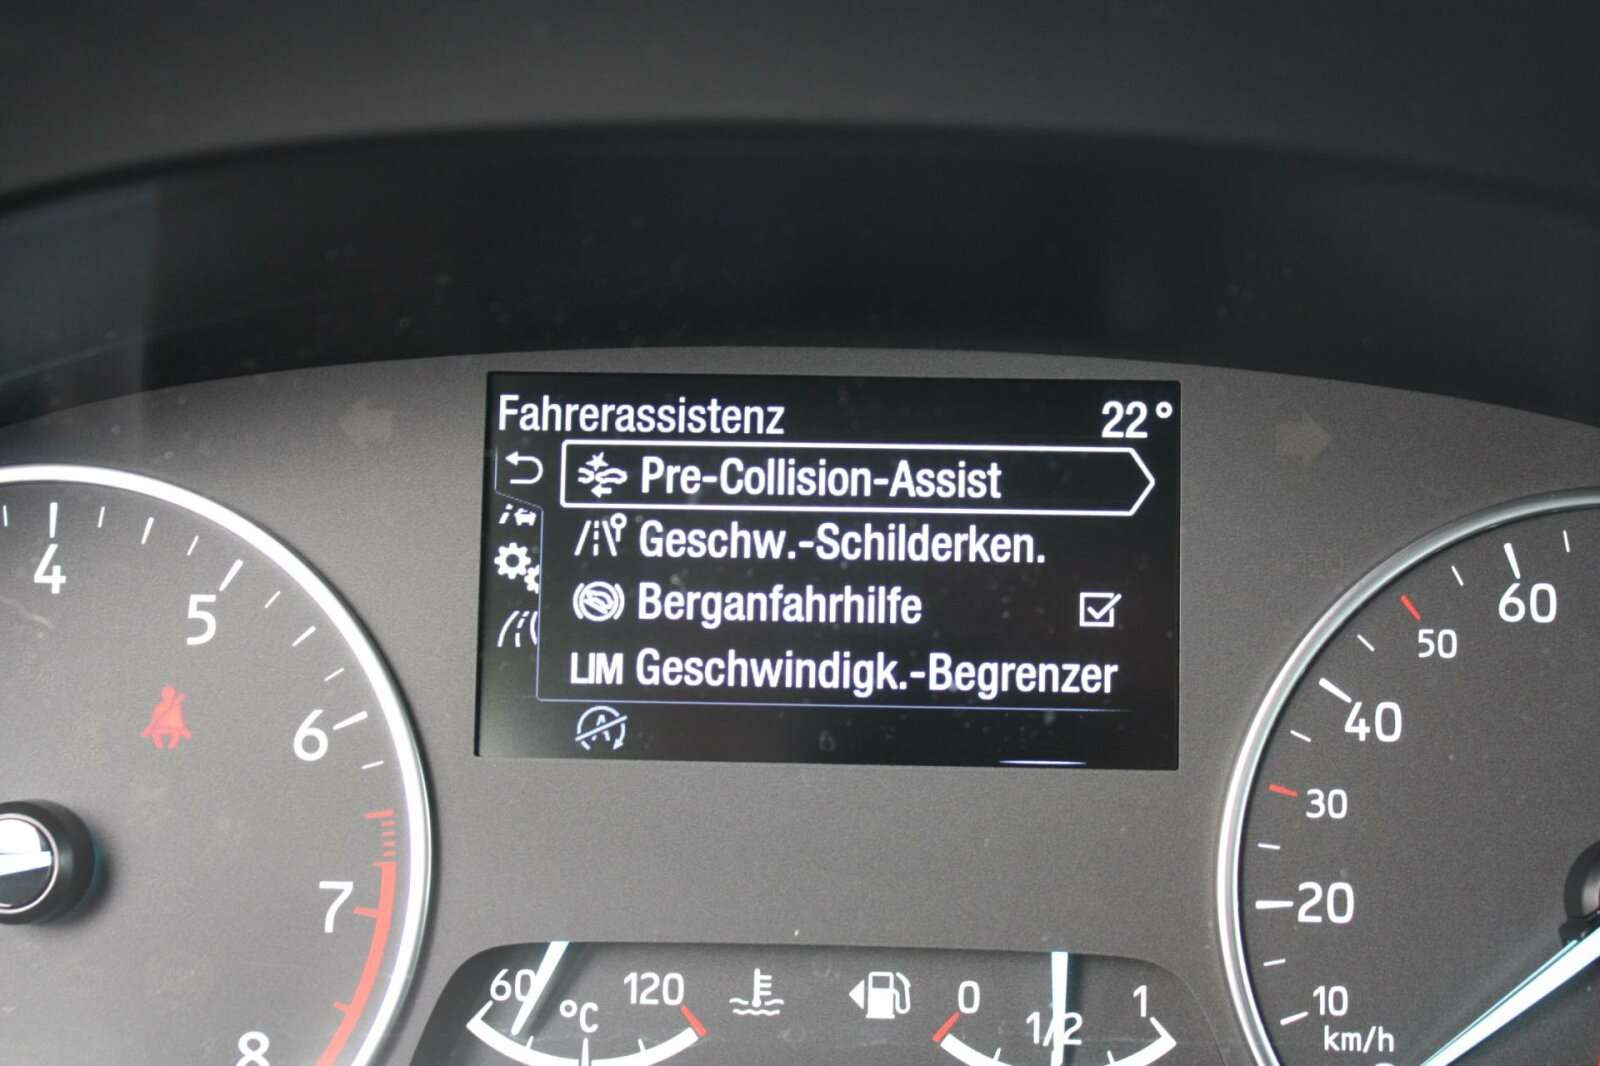 Fahrerassistenz 22°
Pre-Collision-Assist
Geschw.-Schilderken.
Berganfahrhilfe
LIM Geschwindigk.-Begrenzer
4
5
6
7
8
60
50
40
30
20
10
km/h
60 °C 120
0 1/2 1